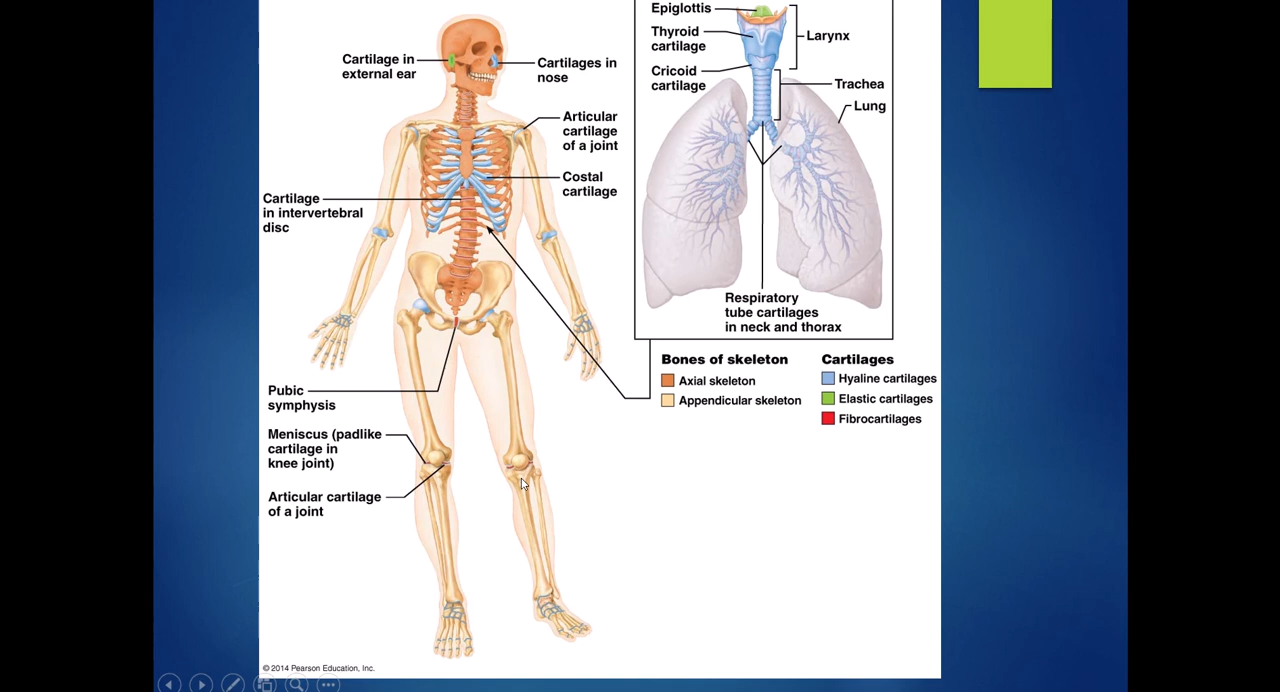 Cartilage in
external ear
Cartilages in
nose
Articular
cartilage
of a joint
Costal
cartilage
Cartilage
in intervertebral
disc
Pubic
symphysis
Meniscus (padlike
cartilage in
knee joint)
Articular cartilage
of a joint
Epiglottis
Thyroid
cartilage
Cricoid
cartilage
Larynx
Trachea
Lung
Respiratory
tube cartilages
in neck and thorax
Bones of skeleton
Axial skeleton
Appendicular skeleton
Cartilages
Hyaline cartilages
Elastic cartilages
Fibrocartilages
© 2014 Pearson Education, Inc.